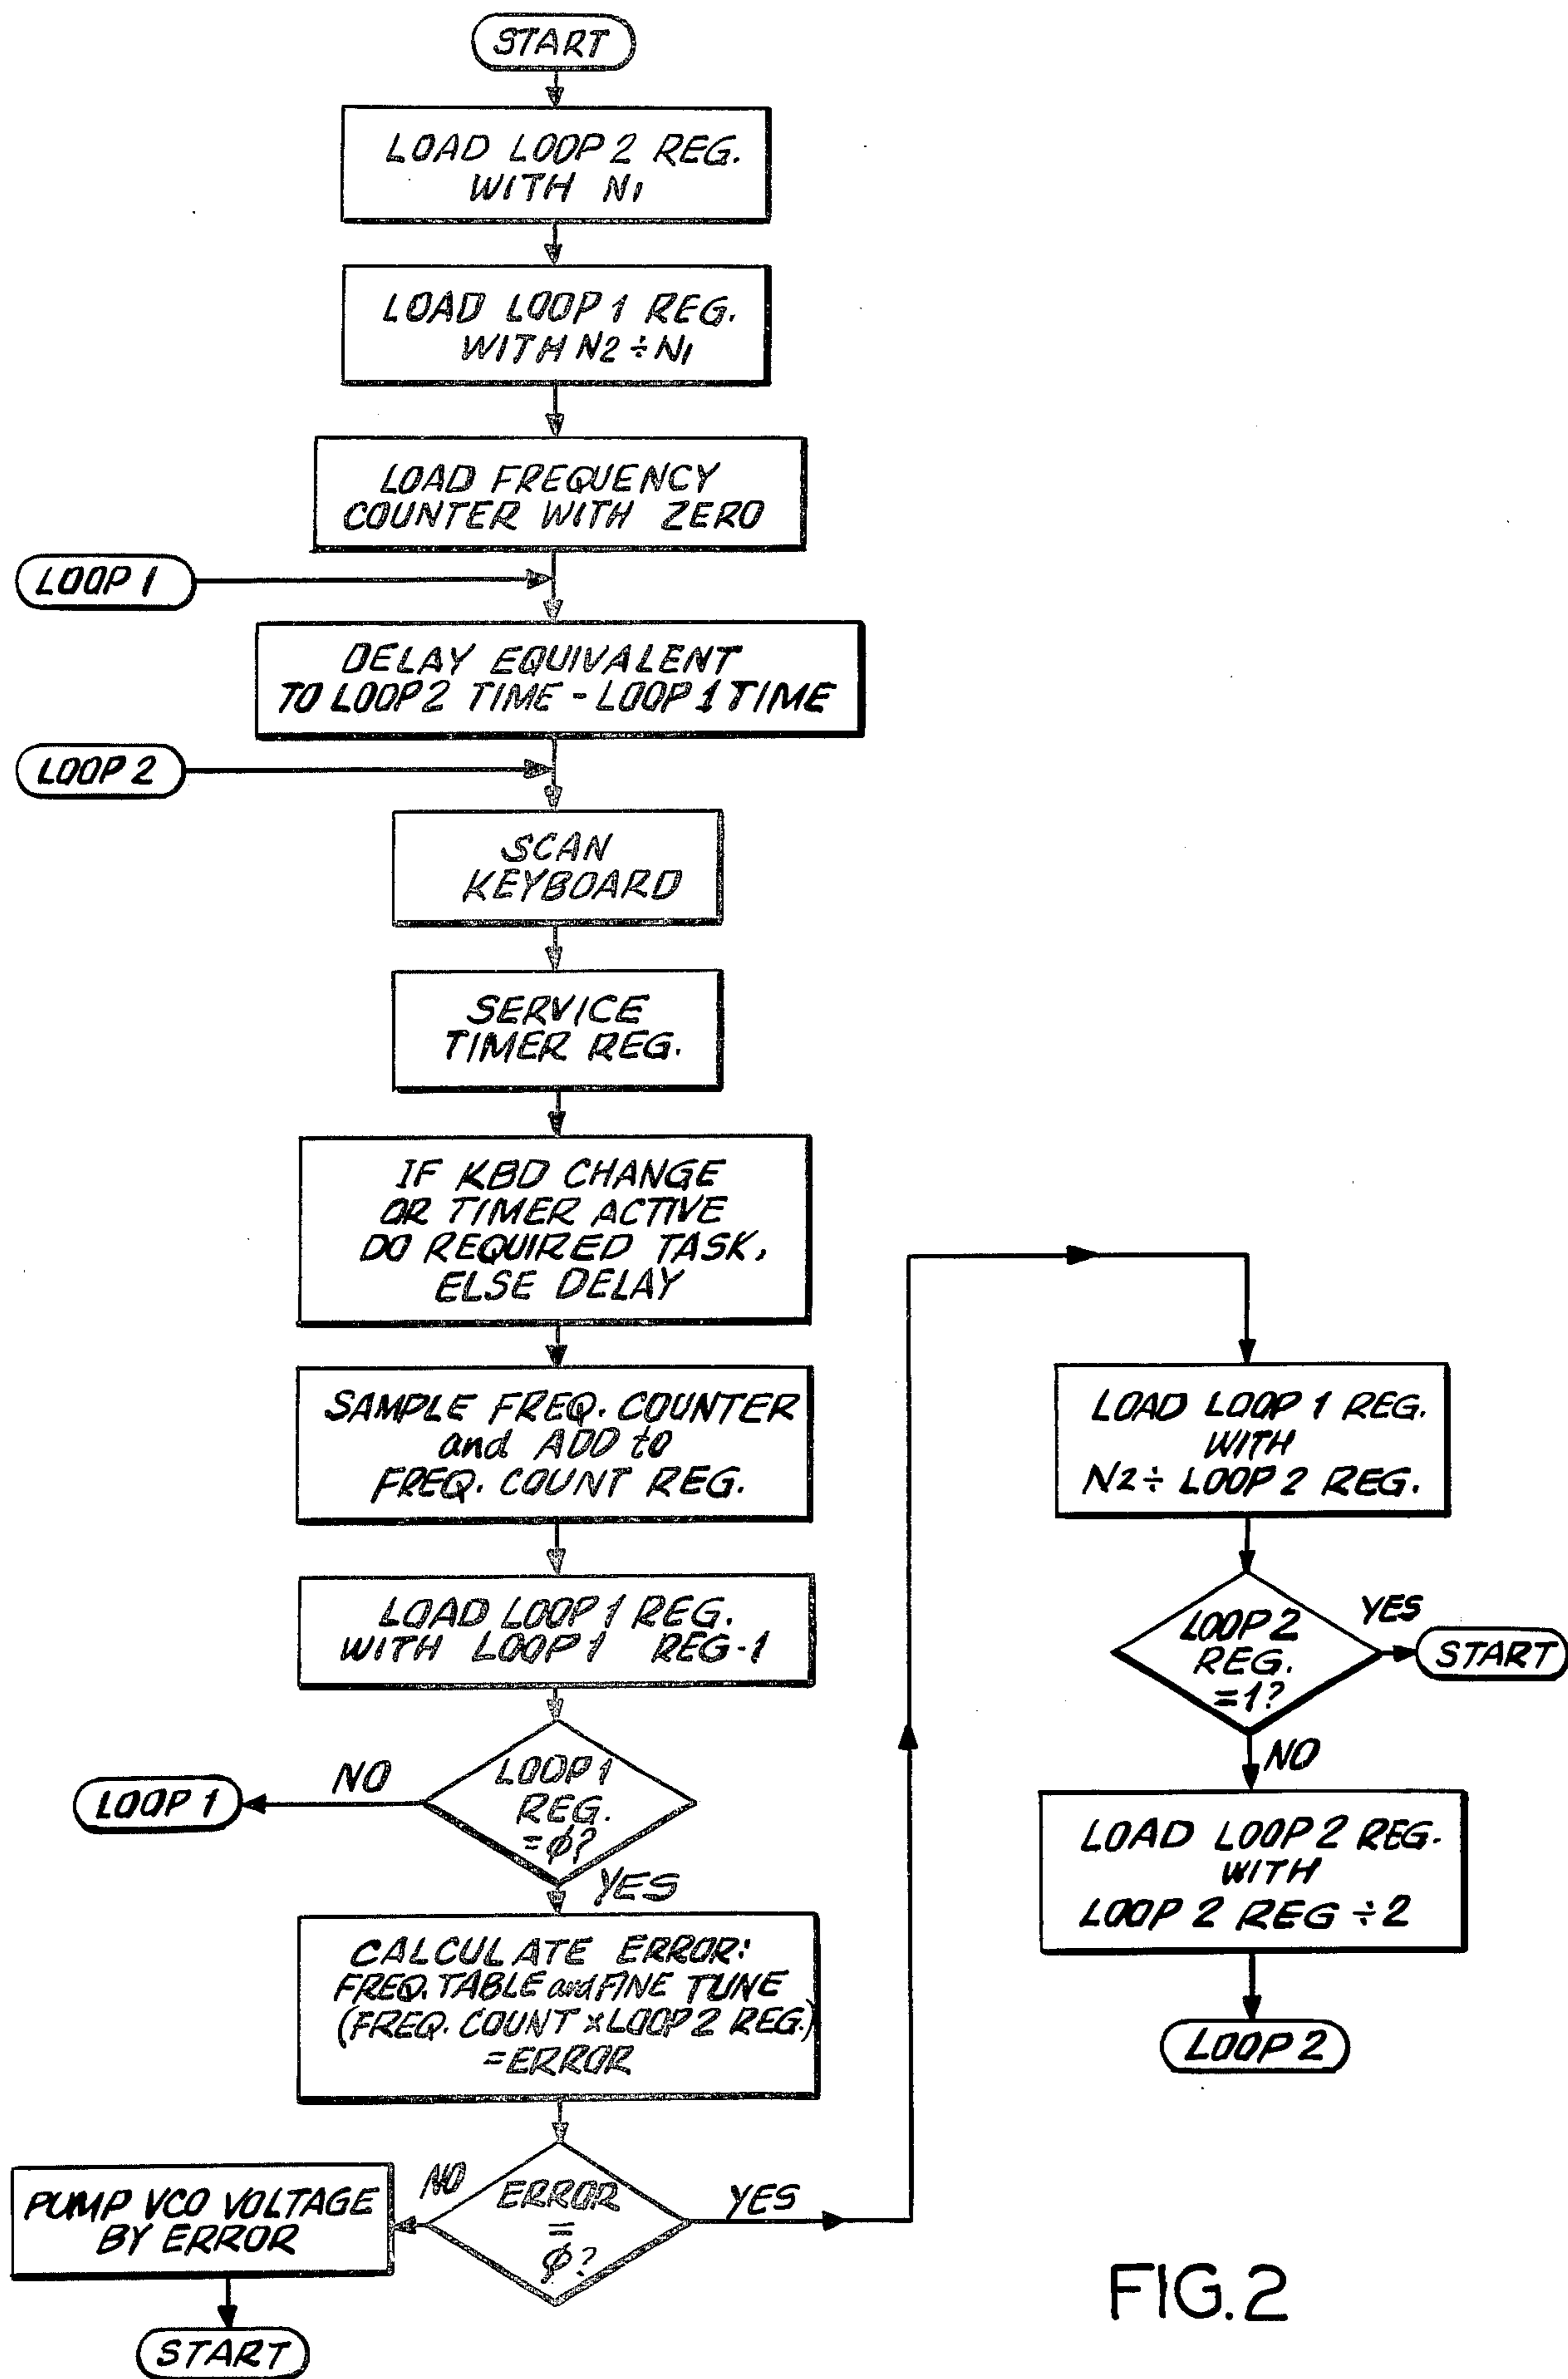 START
LOAD LOOP 2 REG.
WITH N1
LOAD LOOP 1 REG.
WITH N2 ÷ N1
LOAD FREQUENCY
COUNTER WITH ZERO
LOOP 1
DELAY EQUIVALENT
TO LOOP 2 TIME - LOOP 1 TIME
LOOP 2
SCAN
KEYBOARD
SERVICE
TIMER REG.
IF KBD CHANGE
OR TIMER ACTIVE
DO REQUIRED TASK,
ELSE DELAY
SAMPLE FREQ. COUNTER
and ADD to
FREQ. COUNT REG.
LOAD LOOP 1 REG.
WITH LOOP 1 REG-1
LOOP 1
REG.
=ϕ?
NO
LOOP 1
YES
CALCULATE ERROR:
FREQ. TABLE and FINE TUNE
(FREQ. COUNT x LOOP 2 REG.)
=ERROR
ERROR
=
ϕ?
NO
PUMP VCO VOLTAGE
BY ERROR
START
YES
LOAD LOOP 1 REG.
WITH
N2 ÷ LOOP 2 REG.
LOOP 2
REG.
=1?
YES
START
NO
LOAD LOOP 2 REG.
WITH
LOOP 2 REG ÷2
LOOP 2
FIG. 2